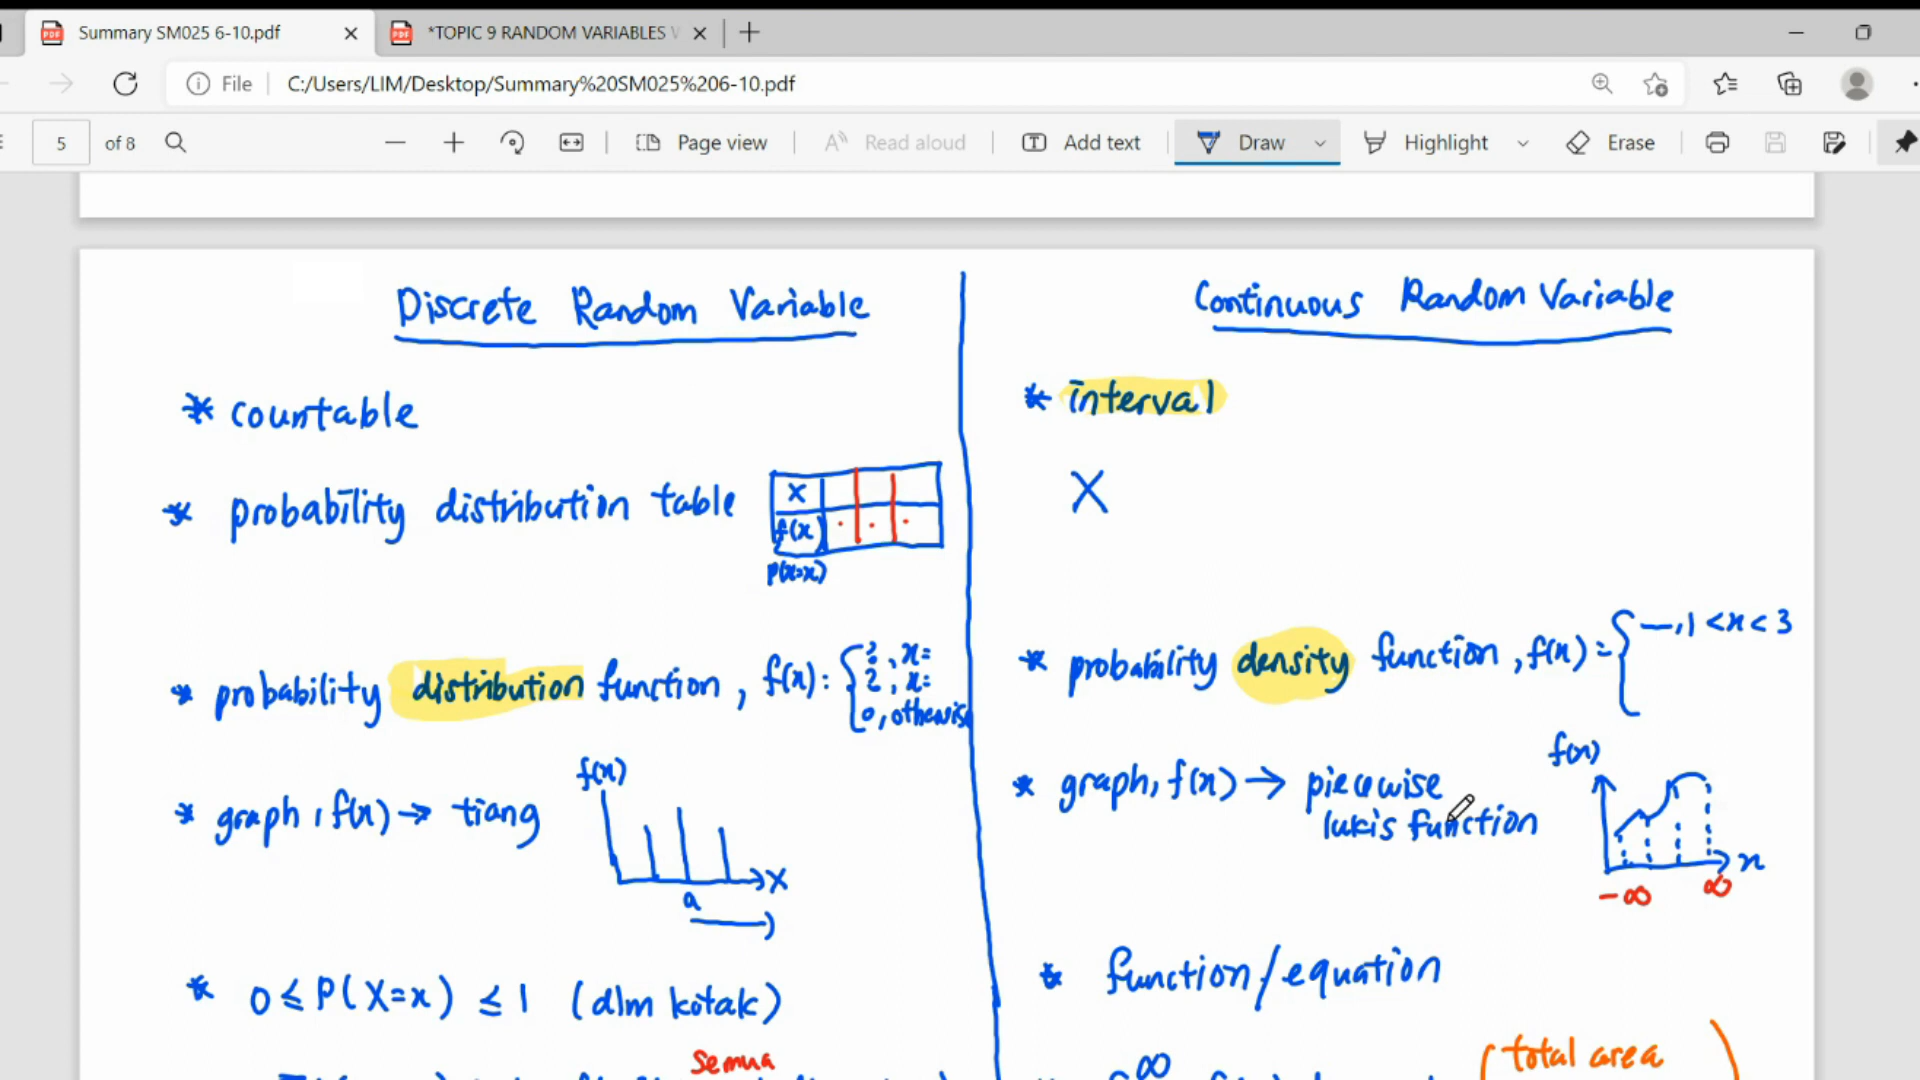 Summary SM025 6-10.pdf
*TOPIC 9 RANDOM VARIABLES V
File
C:/Users/LIM/Desktop/Summary%20SM025%206-10.pdf
5 of 8
Page view
Read aloud
Add text
Draw
Highlight
Erase
Discrete Random Variable
* countable
* probability distribution table
X
f(x)
P(X=x)
* probability distribution function, f(x):
, x=
2, x=
0, otherwise
* graph, f(x) → tiang
f(x)
X
a
* 0 ≤ P(X=x) ≤ 1 (dlm kotak)
semua
Continuous Random Variable
* interval
X
* probability density function, f(x) = { —, 1 < x < 3
* graph, f(x) → piecewise
lukis function
f(x)
x
-∞ ∞
* function/equation
∞
total area